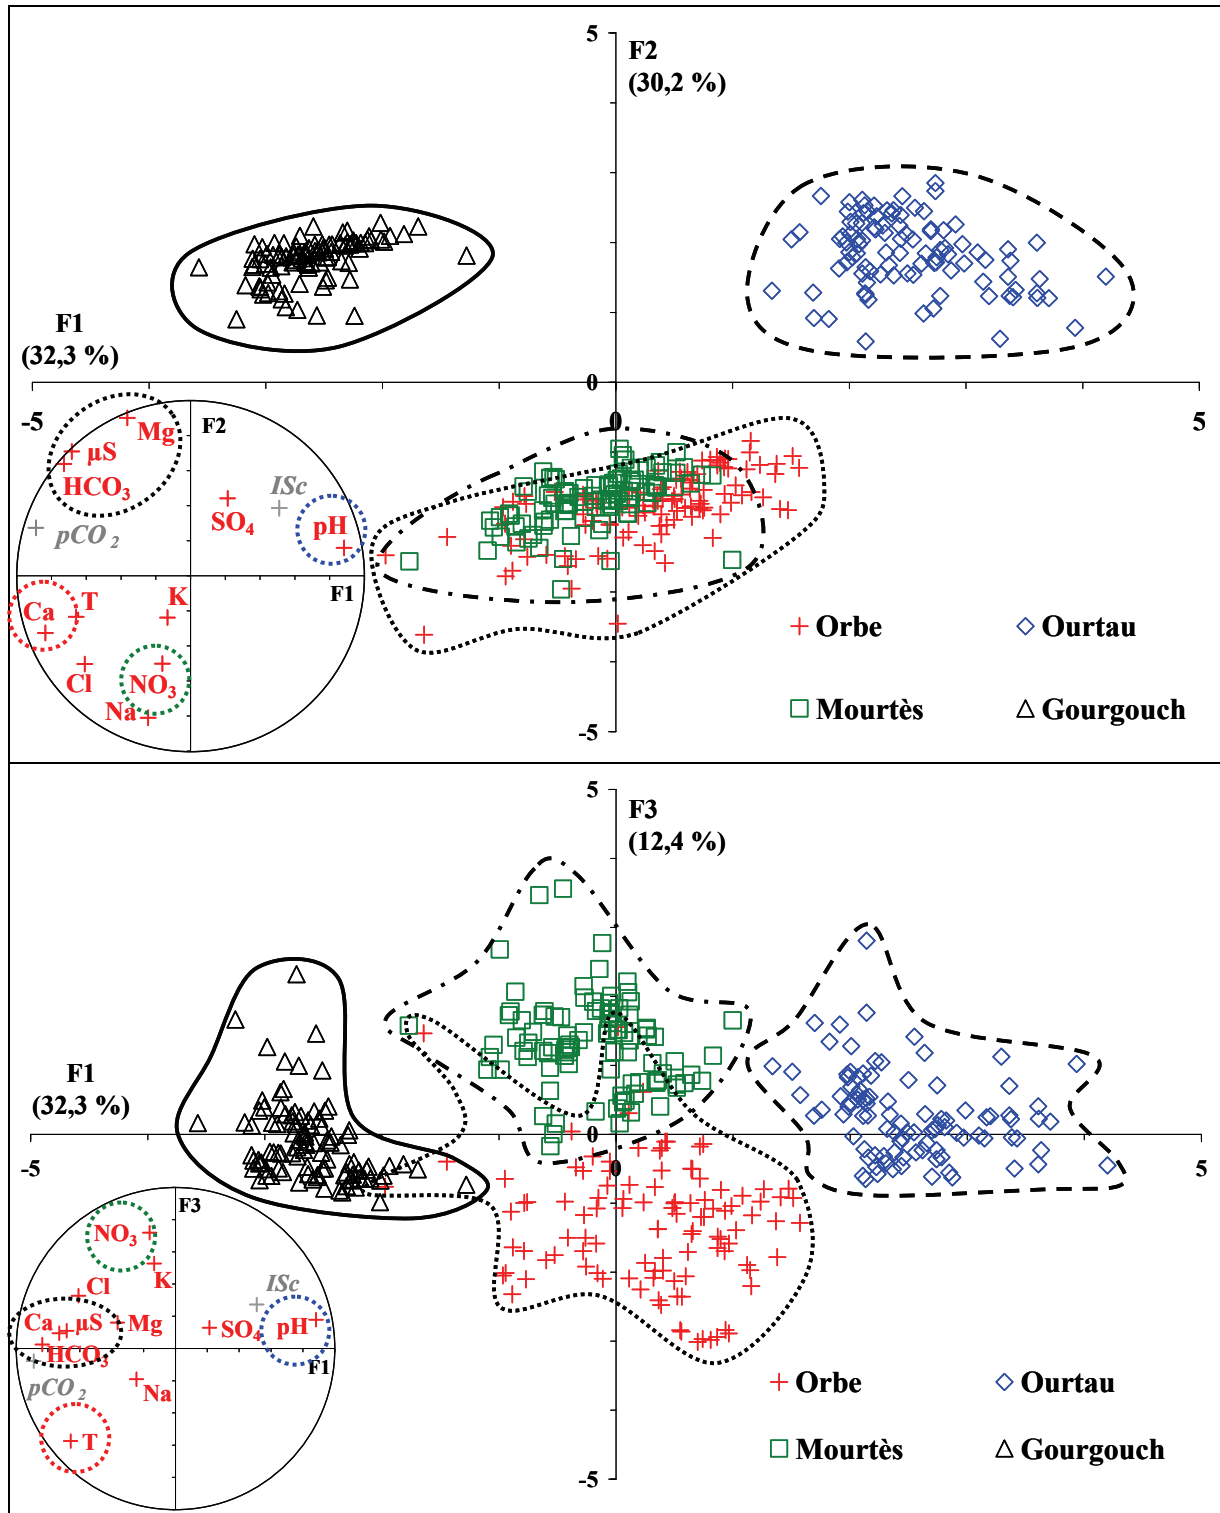 5
F2
(30,2 %)
F1
(32,3 %)
0
-5
0
5
F2
Mg
µS
HCO3
ISc
SO4
pH
pCO2
F1
Ca
T
K
Cl
NO3
Na
Orbe
Ourtau
Mourtès
Gourgouch
-5
5
F3
(12,4 %)
F1
(32,3 %)
0
-5
0
5
F3
NO3
K
ISc
Cl
Ca
µS
Mg
SO4
pH
HCO3
F1
pCO2
Na
T
Orbe
Ourtau
Mourtès
Gourgouch
-5